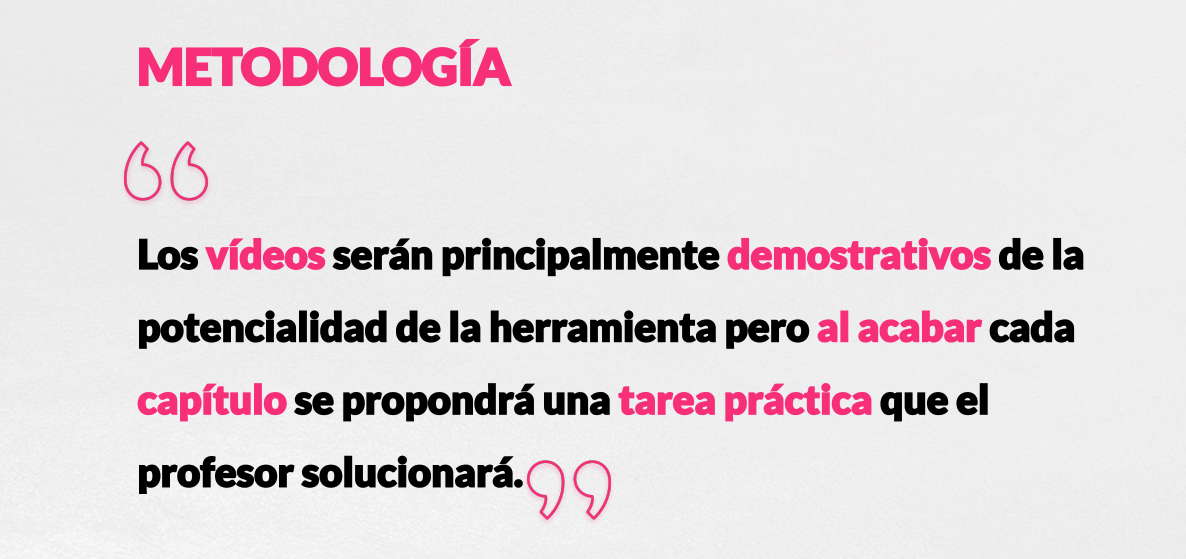 METODOLOGÍA
“
Los vídeos serán principalmente demostrativos de la
potencialidad de la herramienta pero al acabar cada
capítulo se propondrá una tarea práctica que el
profesor solucionará.”